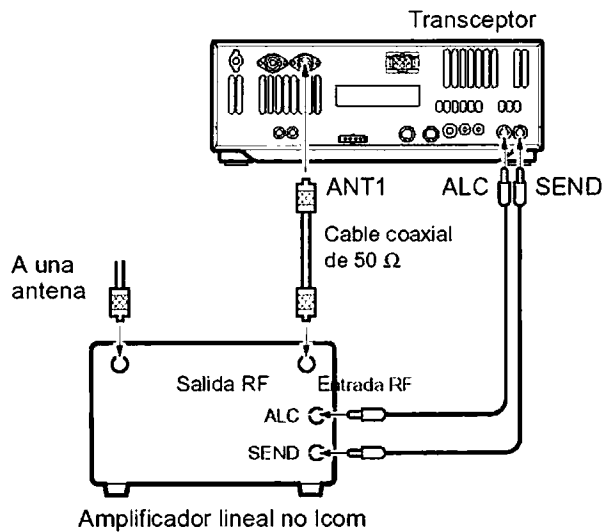 Transceptor
ANT1
ALC
SEND
Cable coaxial
de 50 Ω
A una
antena
Salida RF
Entrada RF
ALC
SEND
Amplificador lineal no Icom